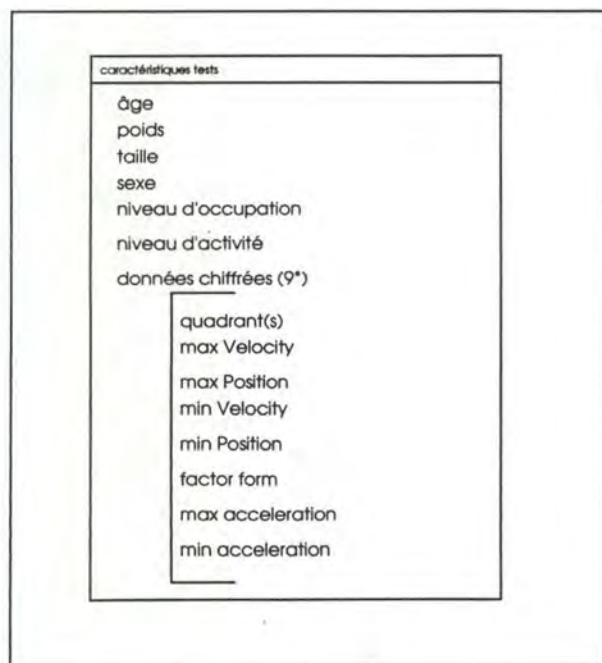 caractéristiques tests
âge
poids
taille
sexe
niveau d'occupation
niveau d'activité
données chiffrées (9*)
quadrant(s)
max Velocity
max Position
min Velocity
min Position
factor form
max acceleration
min acceleration